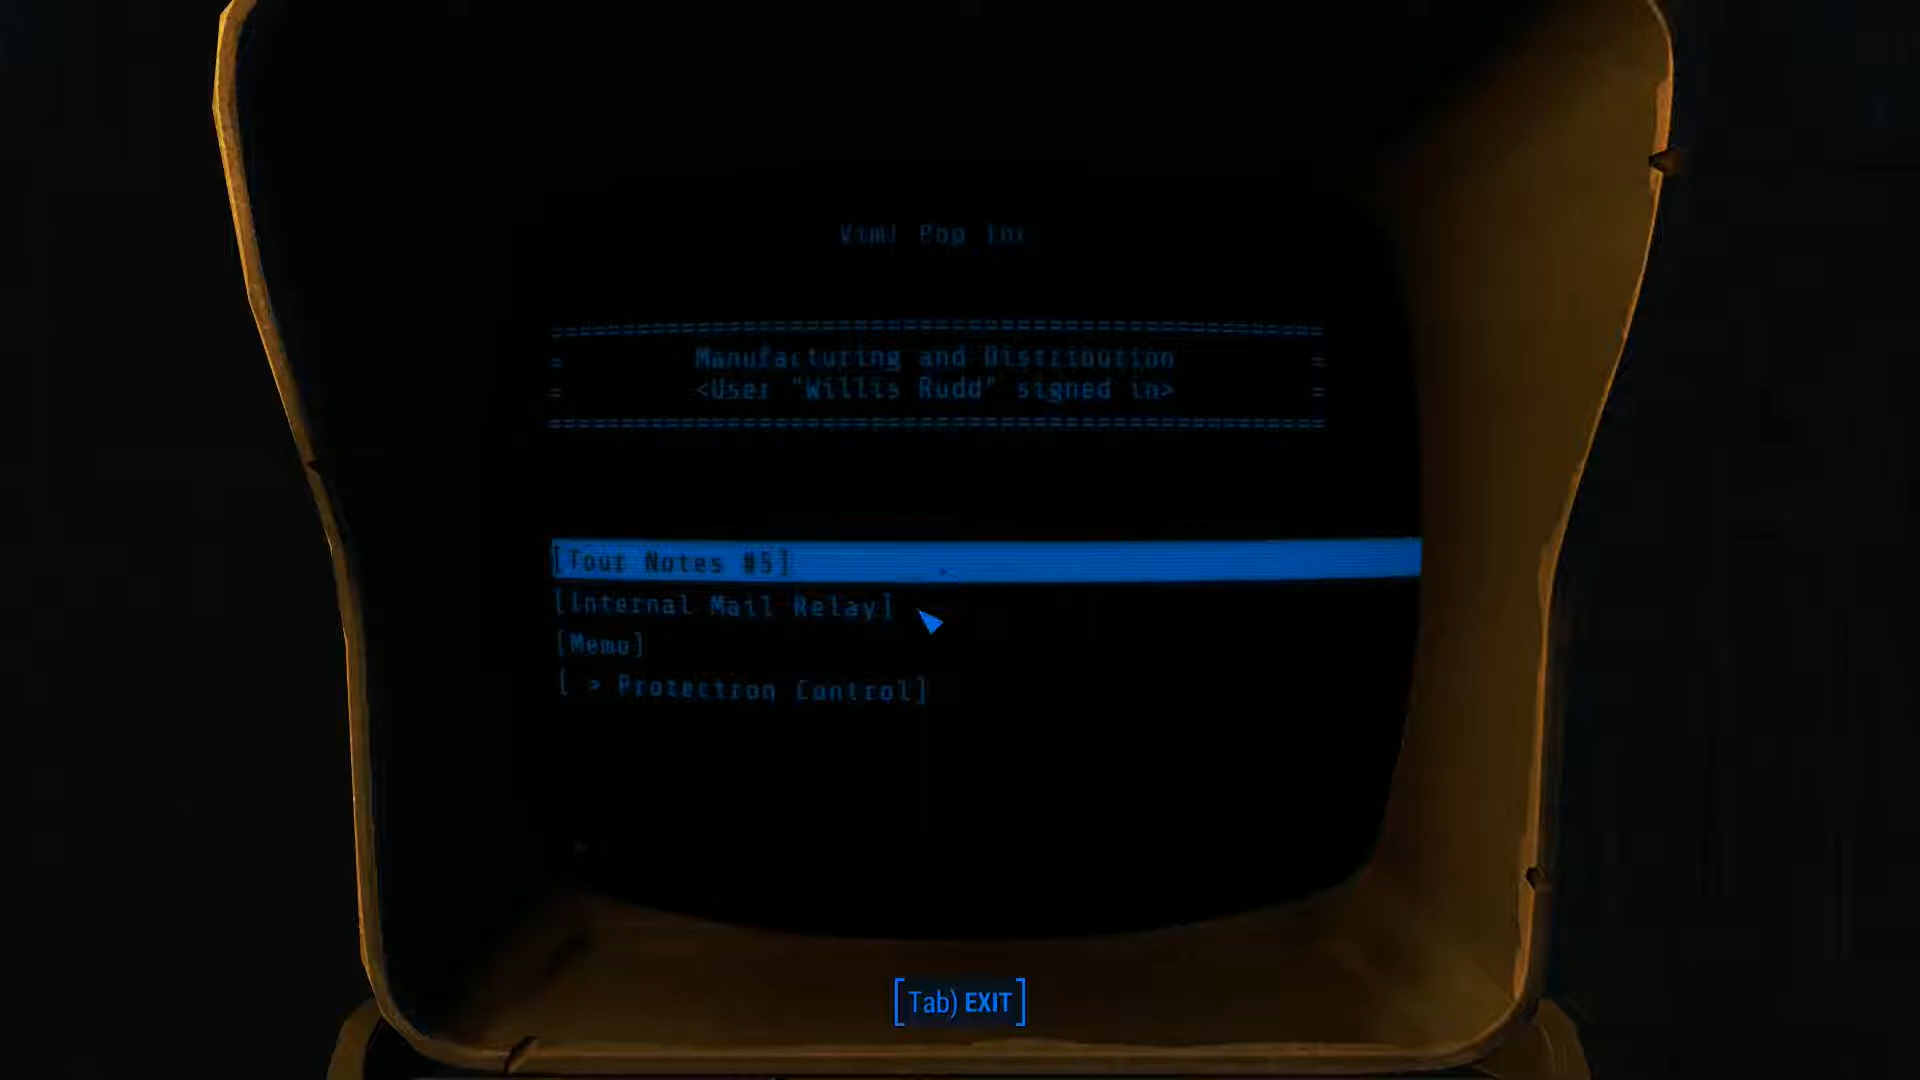 Vim! Pop Inc
Manufacturing and Distribution
<User "Willis Rudd" signed in>
[Tour Notes #5]
[Internal Mail Relay]
[Memo]
[ > Protectron Control]
[Tab) EXIT]